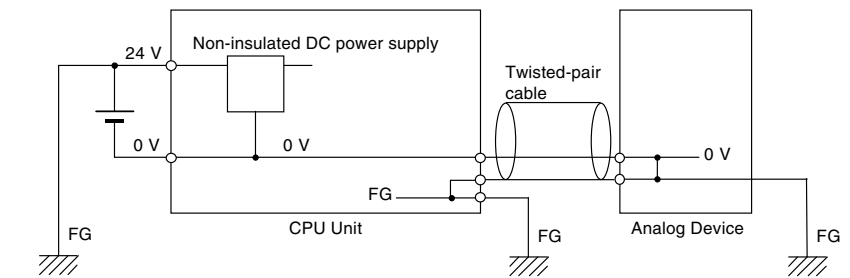 Non-insulated DC power supply
24 V
Twisted-pair
cable
0 V
0 V
0 V
FG
CPU Unit
Analog Device
FG
FG
FG